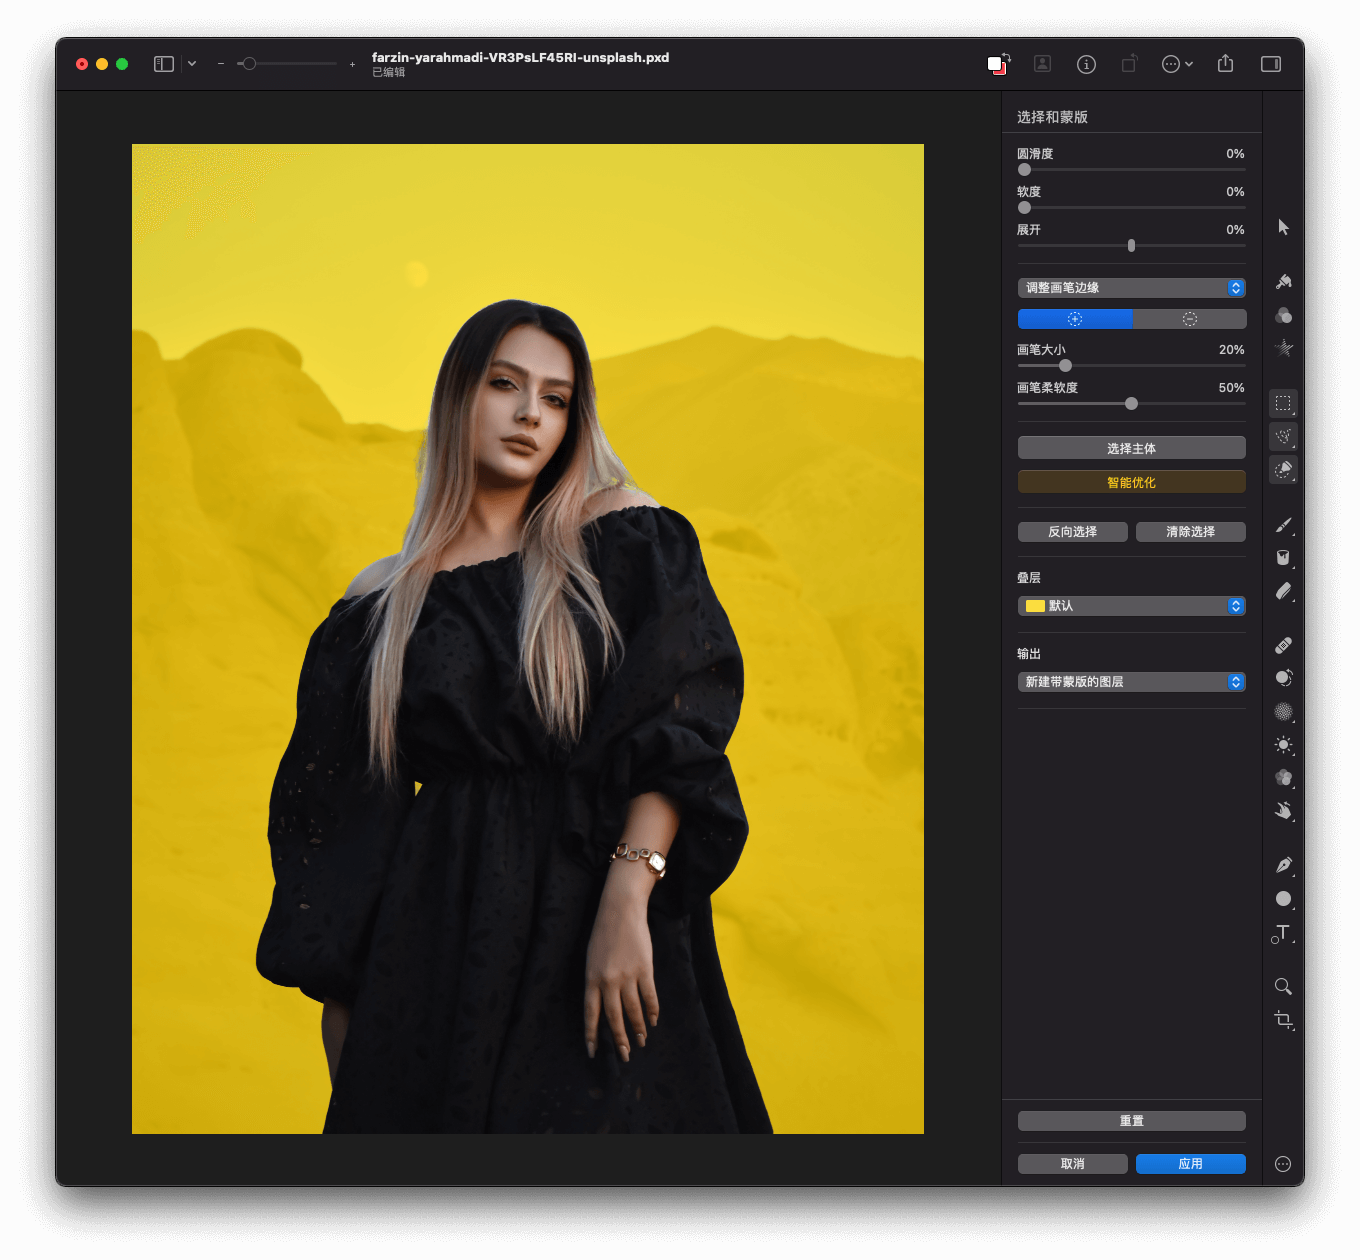 farzin-yarahmadi-VR3PsLF45RI-unsplash.pxd
已编辑
选择和蒙版
圆滑度 0%
软度 0%
展开 0%
调整画笔边缘
画笔大小 20%
画笔柔软度 50%
选择主体
智能优化
反向选择 清除选择
叠层
默认
输出
新建带蒙版的图层
重置
取消 应用